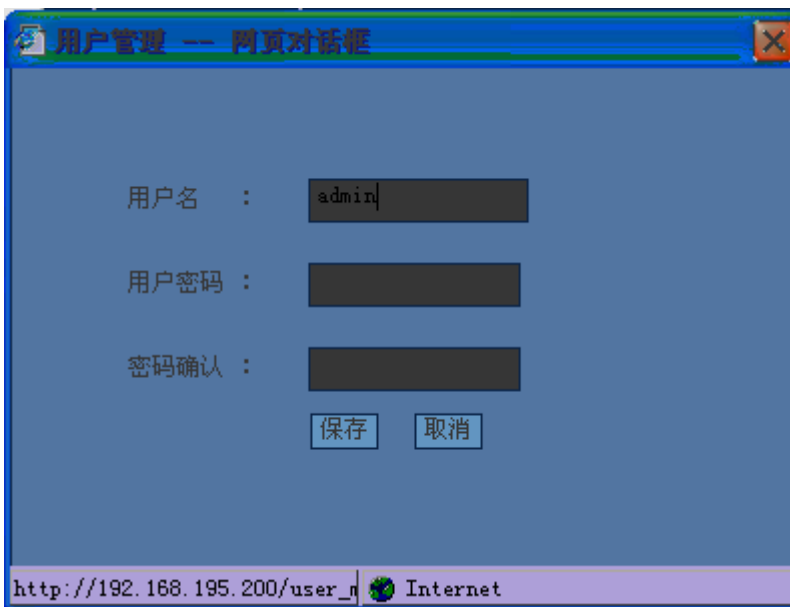 用户管理 -- 网页对话框
用户名 : admin
用户密码 :
密码确认 :
保存 取消
http://192.168.195.200/user_ Internet